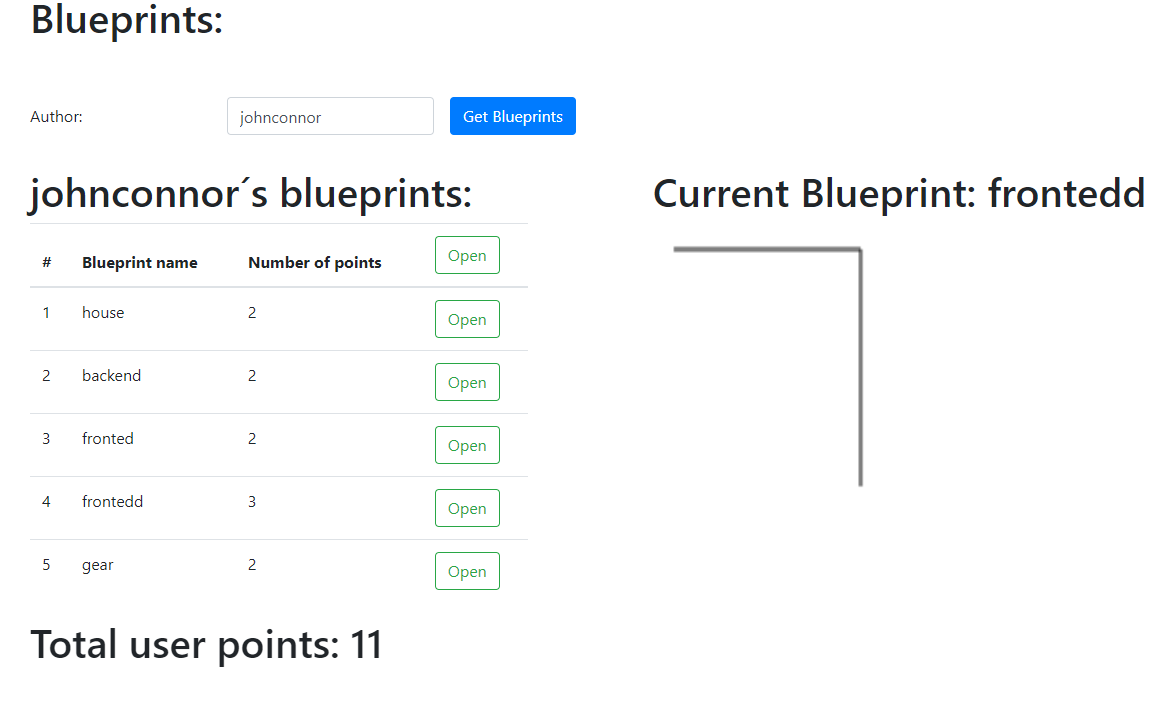 Blueprints:
Author: johnconnor Get Blueprints
johnconnor´s blueprints:
# Blueprint name Number of points Open
1 house 2 Open
2 backend 2 Open
3 fronted 2 Open
4 frontedd 3 Open
5 gear 2 Open
Total user points: 11
Current Blueprint: frontedd